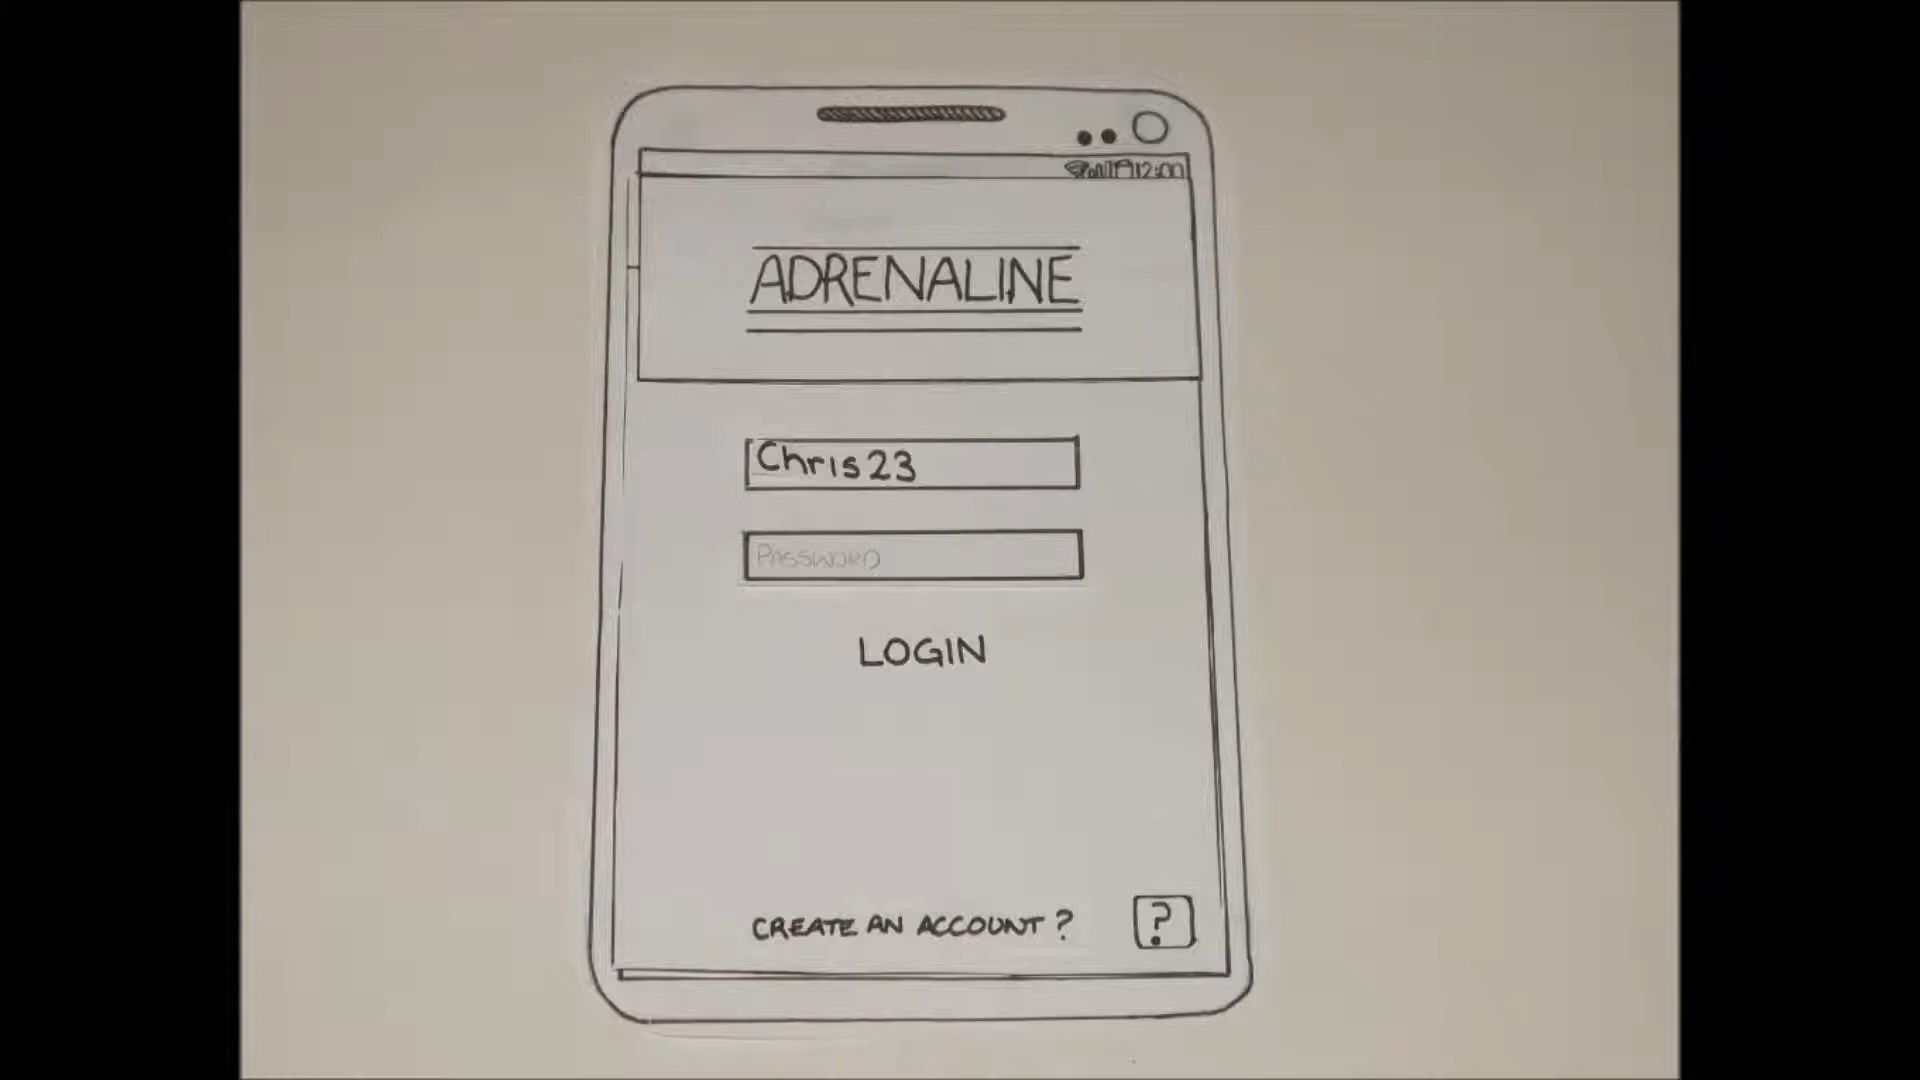 12:00
ADRENALINE
Chris23
PASSWORD
LOGIN
CREATE AN ACCOUNT?
?